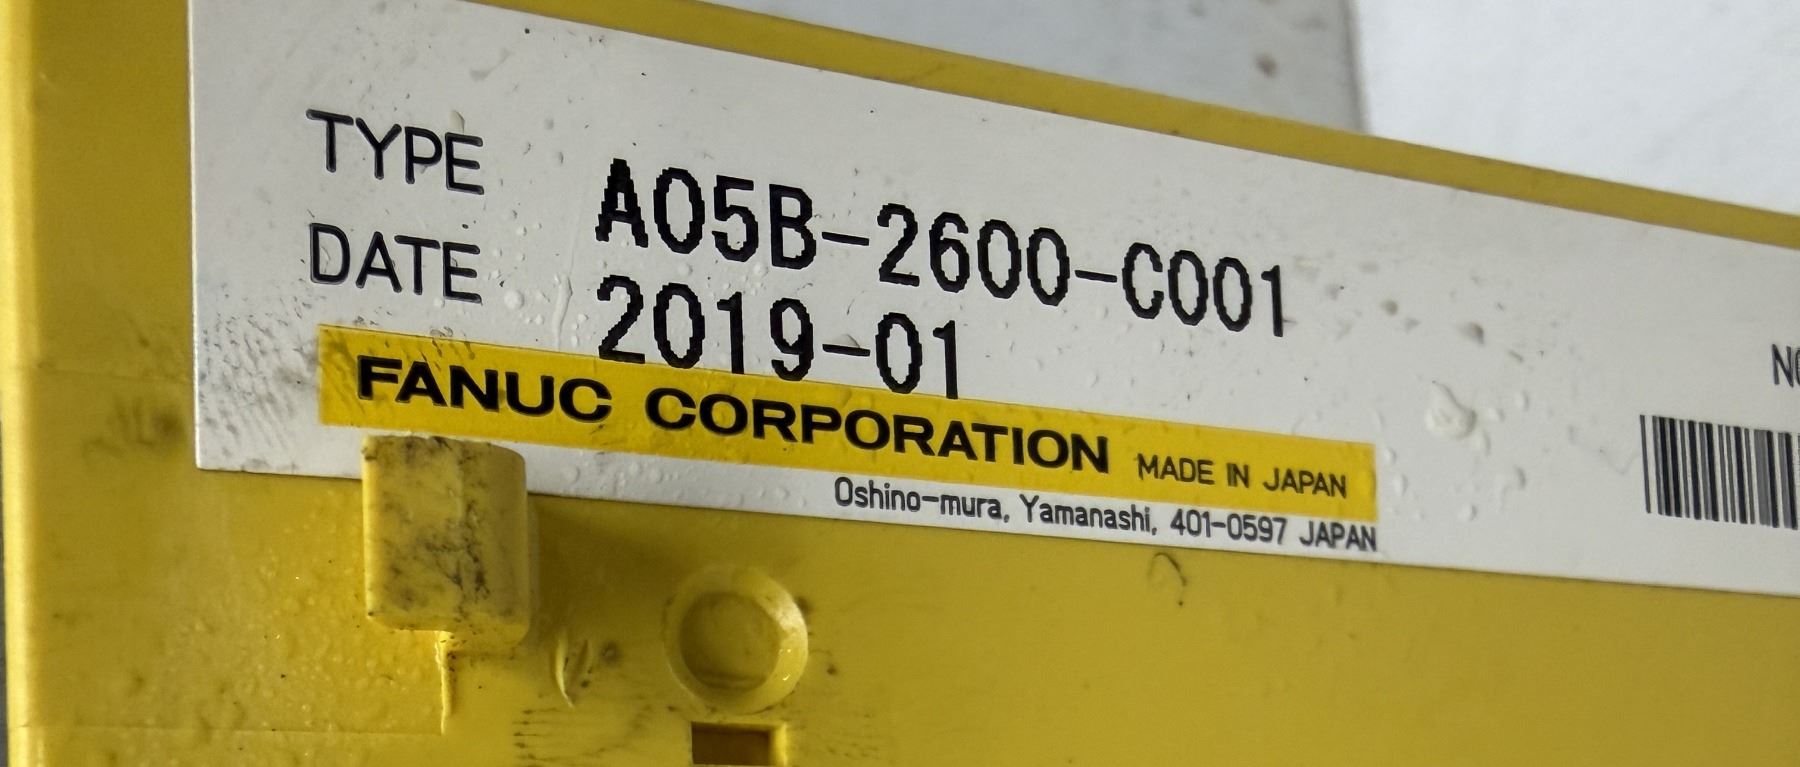 TYPE A05B-2600-C001
DATE 2019-01
FANUC CORPORATION MADE IN JAPAN
Oshino-mura, Yamanashi, 401-0597 JAPAN